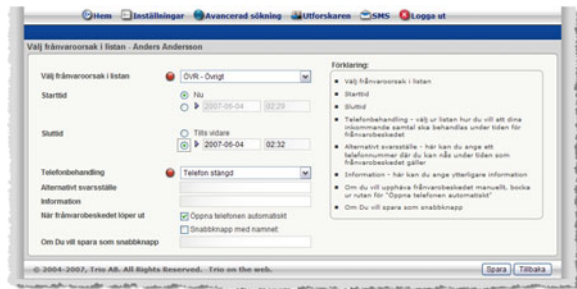 Hem Inställningar Avancerad sökning Utforskaren SMS Logga ut
Valj frånvaroorsak i listan - Anders Andersson
Välj frånvaroorsak i listan ÖVR - Övrigt
Starttid Nu
2007-06-04 02:29
Sluttid Tills vidare
2007-06-04 02:32
Telefonbehandling Telefon stängd
Alternativt svarsställe
Information
När frånvarobeskedet löper ut Öppna telefonen automatiskt
Snabbknapp med namnet:
Om Du vill spara som snabbknapp
Förklaring:
Välj frånvaroorsak i listan
Starttid
Sluttid
Telefonbehandling - välj ur listan hur du vill att dina
inkommande samtal ska behandlas under tiden för
frånvarobeskedet
Alternativt svarsställe - här kan du ange ett
telefonnummer där du kan nås under tiden som
frånvarobeskedet gäller
Information - här kan du ange ytterligare information
Om du vill upphäva frånvarobeskedet manuellt, bocka
ur rutan för "Öppna telefonen automatiskt"
Om Du vill spara som snabbknapp
© 2004-2007, Trio AB. All Rights Reserved. Trio on the web. Spara Tillbaka